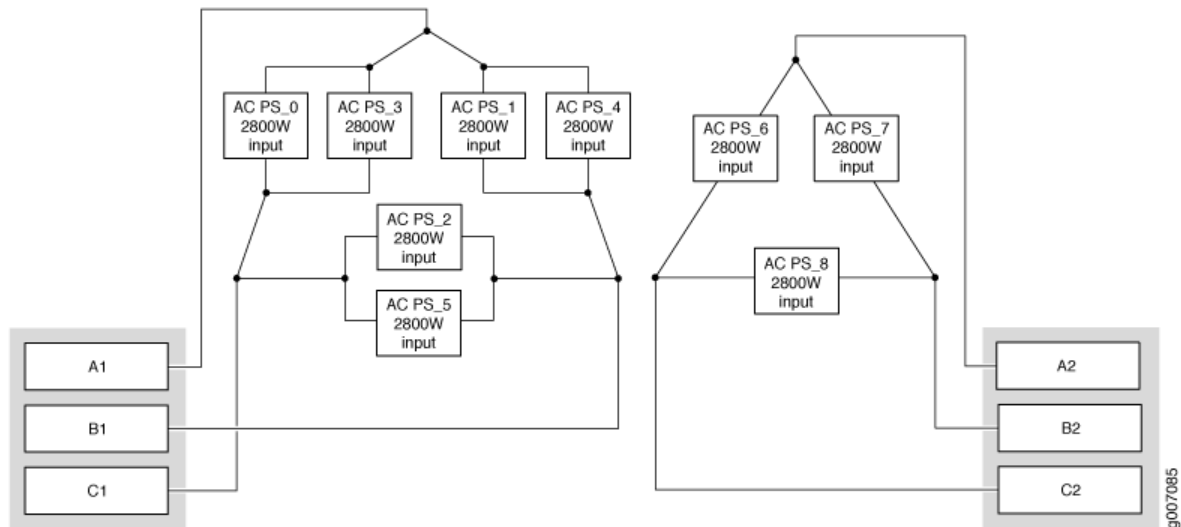 AC PS_0
2800W
input
AC PS_3
2800W
input
AC PS_1
2800W
input
AC PS_4
2800W
input
AC PS_6
2800W
input
AC PS_7
2800W
input
AC PS_2
2800W
input
AC PS_5
2800W
input
AC PS_8
2800W
input
A1
B1
C1
A2
B2
C2
g007085